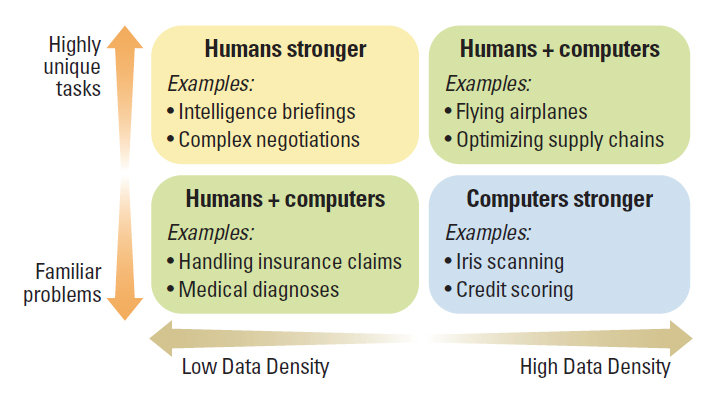 Highly
unique
tasks
Humans stronger
Examples:
• Intelligence briefings
• Complex negotiations
Humans + computers
Examples:
• Flying airplanes
• Optimizing supply chains
Familiar
problems
Humans + computers
Examples:
• Handling insurance claims
• Medical diagnoses
Computers stronger
Examples:
• Iris scanning
• Credit scoring
Low Data Density
High Data Density